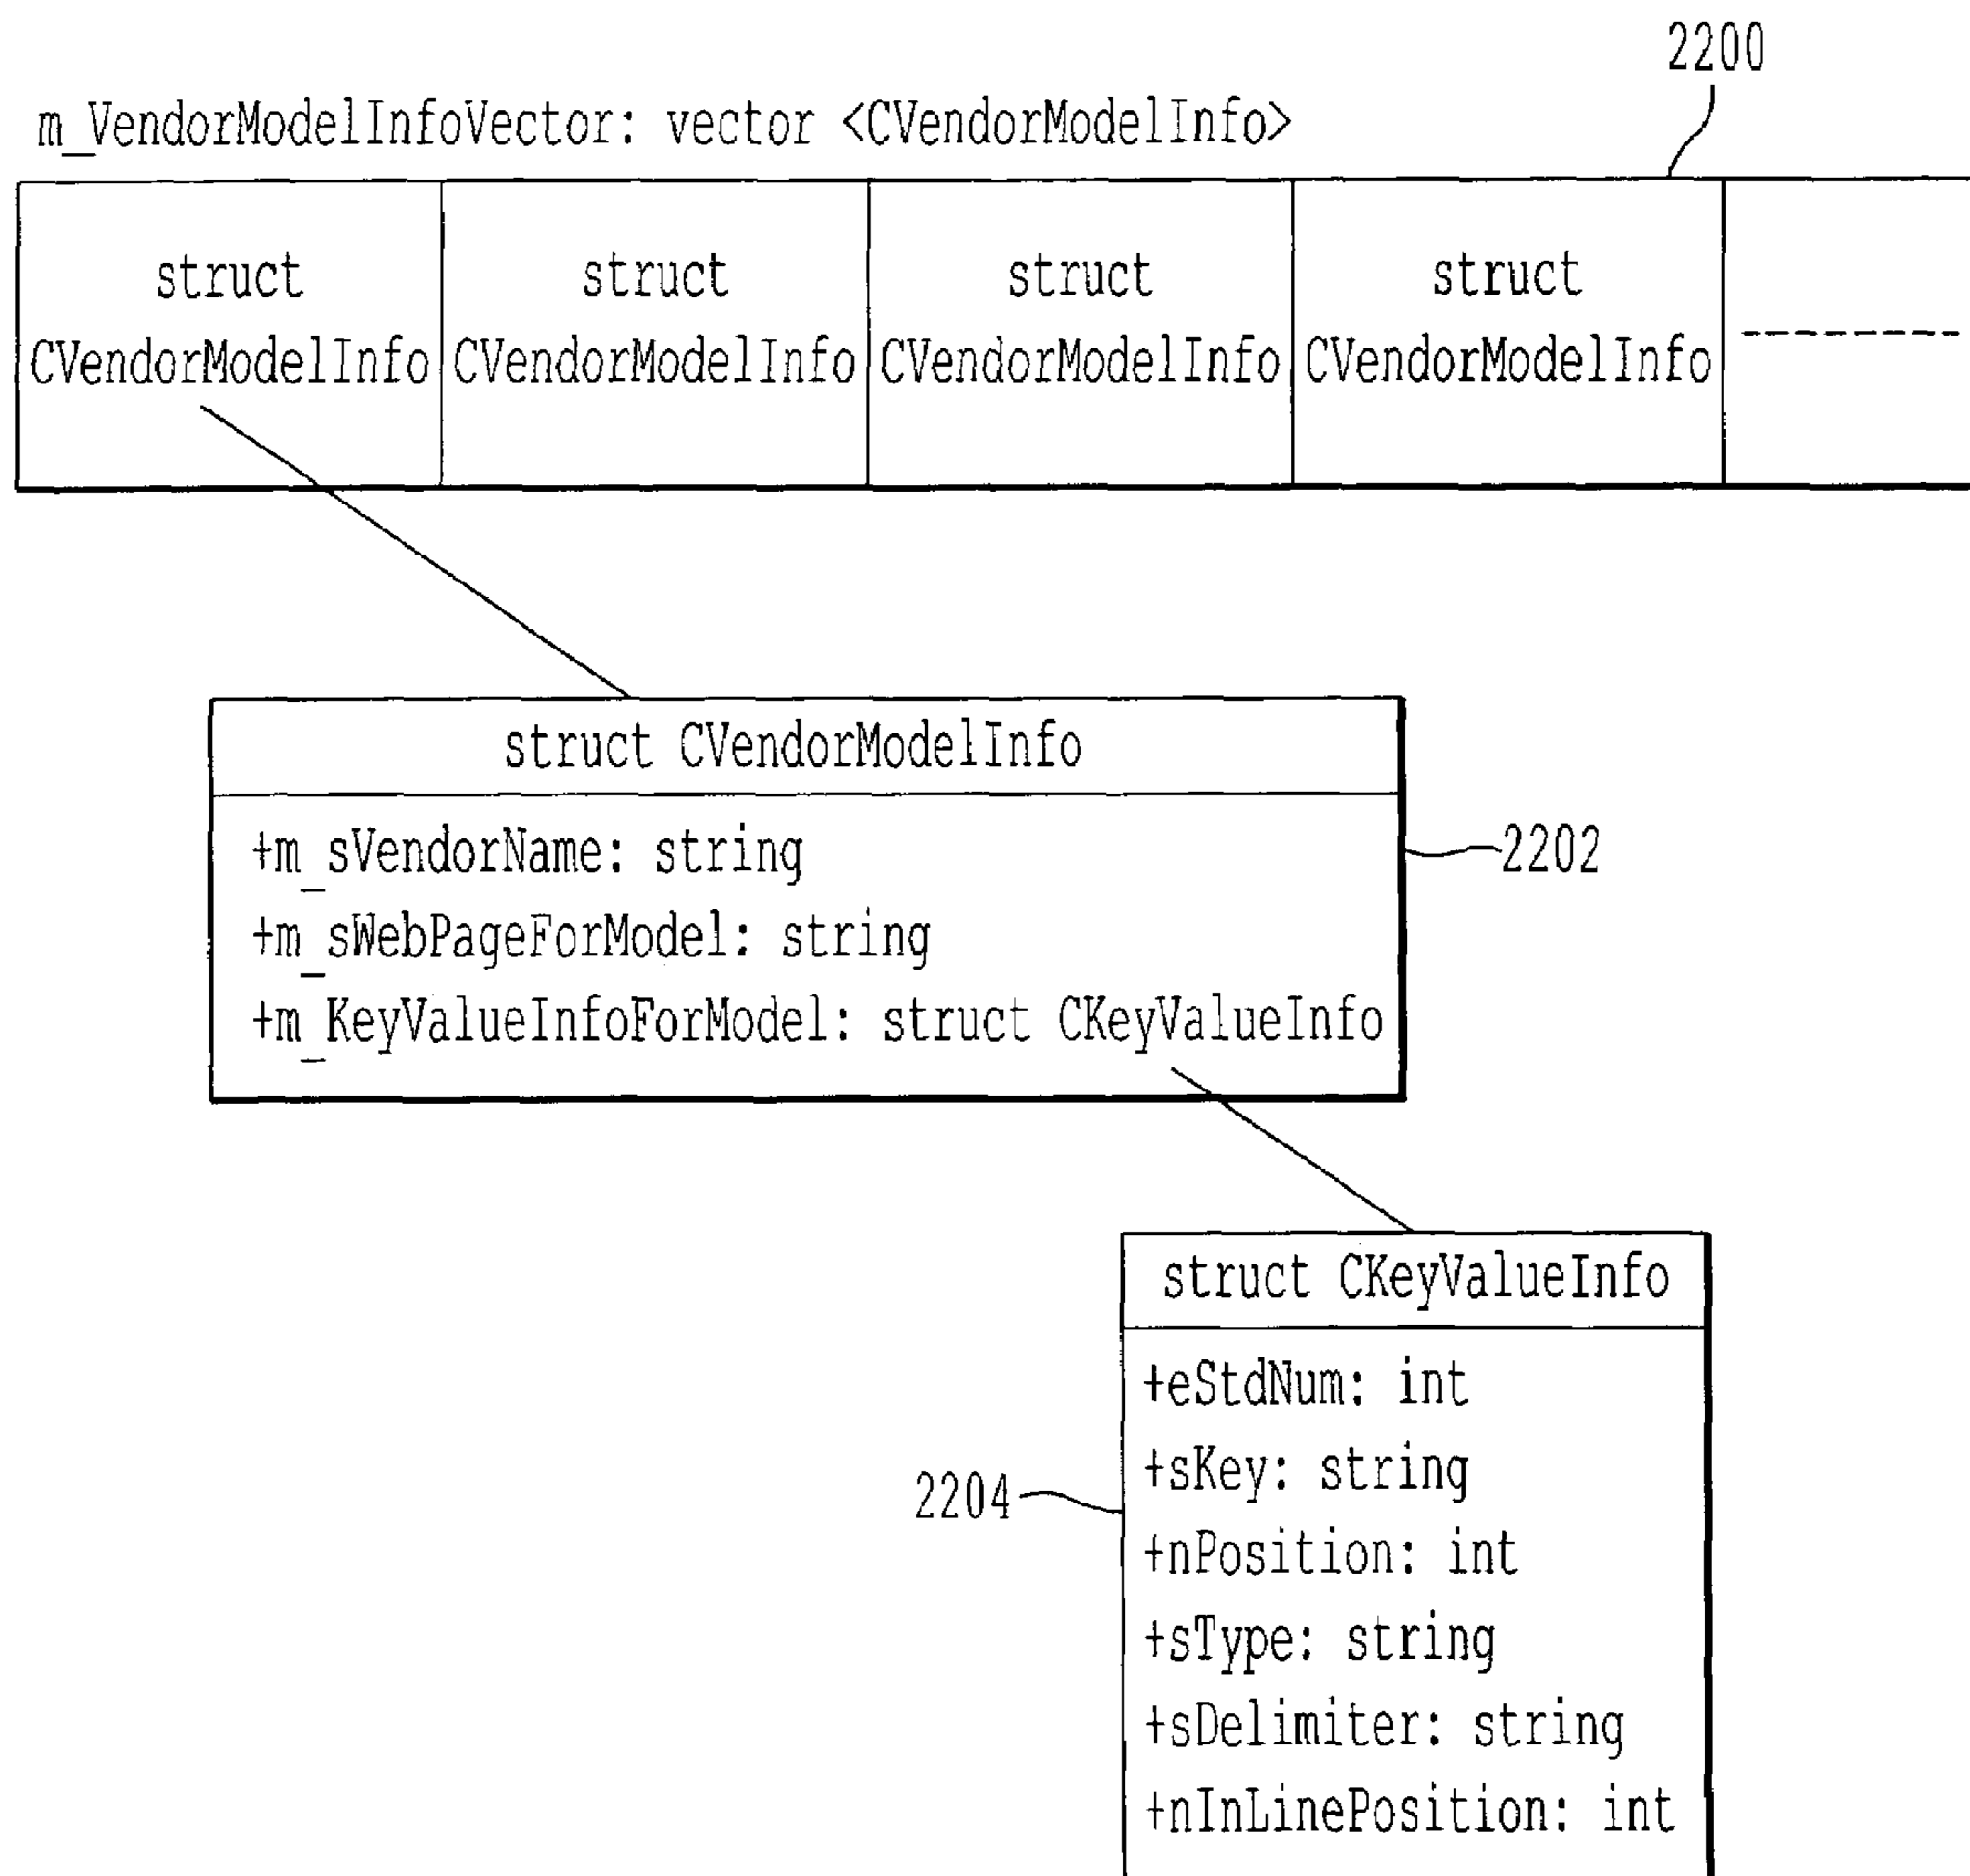 2200
m_VendorModelInfoVector: vector <CVendorModelInfo>
struct struct struct struct
CVendorModelInfo CVendorModelInfo CVendorModelInfo CVendorModelInfo
struct CVendorModelInfo
+m_sVendorName: string
2202
+m_sWebPageForModel: string
+m_KeyValueInfoForModel: struct CKeyValueInfo
struct CKeyValueInfo
+eStdNum: int
+sKey: string
2204
+nPosition: int
+sType: string
+sDelimiter: string
+nInLinePosition: int